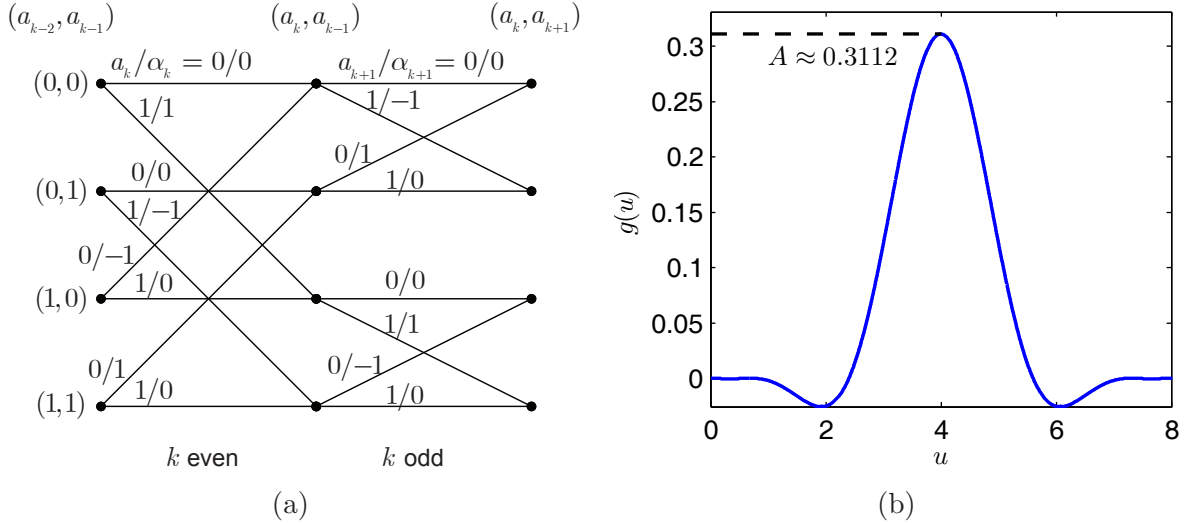 (a_{k-2}, a_{k-1}) (a_k, a_{k-1}) (a_k, a_{k+1})
a_k/α_k = 0/0 a_{k+1}/α_{k+1} = 0/0
(0,0)
1/1 1/−1
0/1
(0,1) 0/0 1/0
1/−1
0/−1
(1,0) 1/0 0/0
1/1
0/1 0/−1
(1,1) 1/0 1/0
k even k odd
(a)
0.3
A ≈ 0.3112
0.25
0.2
0.15
0.1
0.05
0
g(u)
0 2 4 6 8
u
(b)